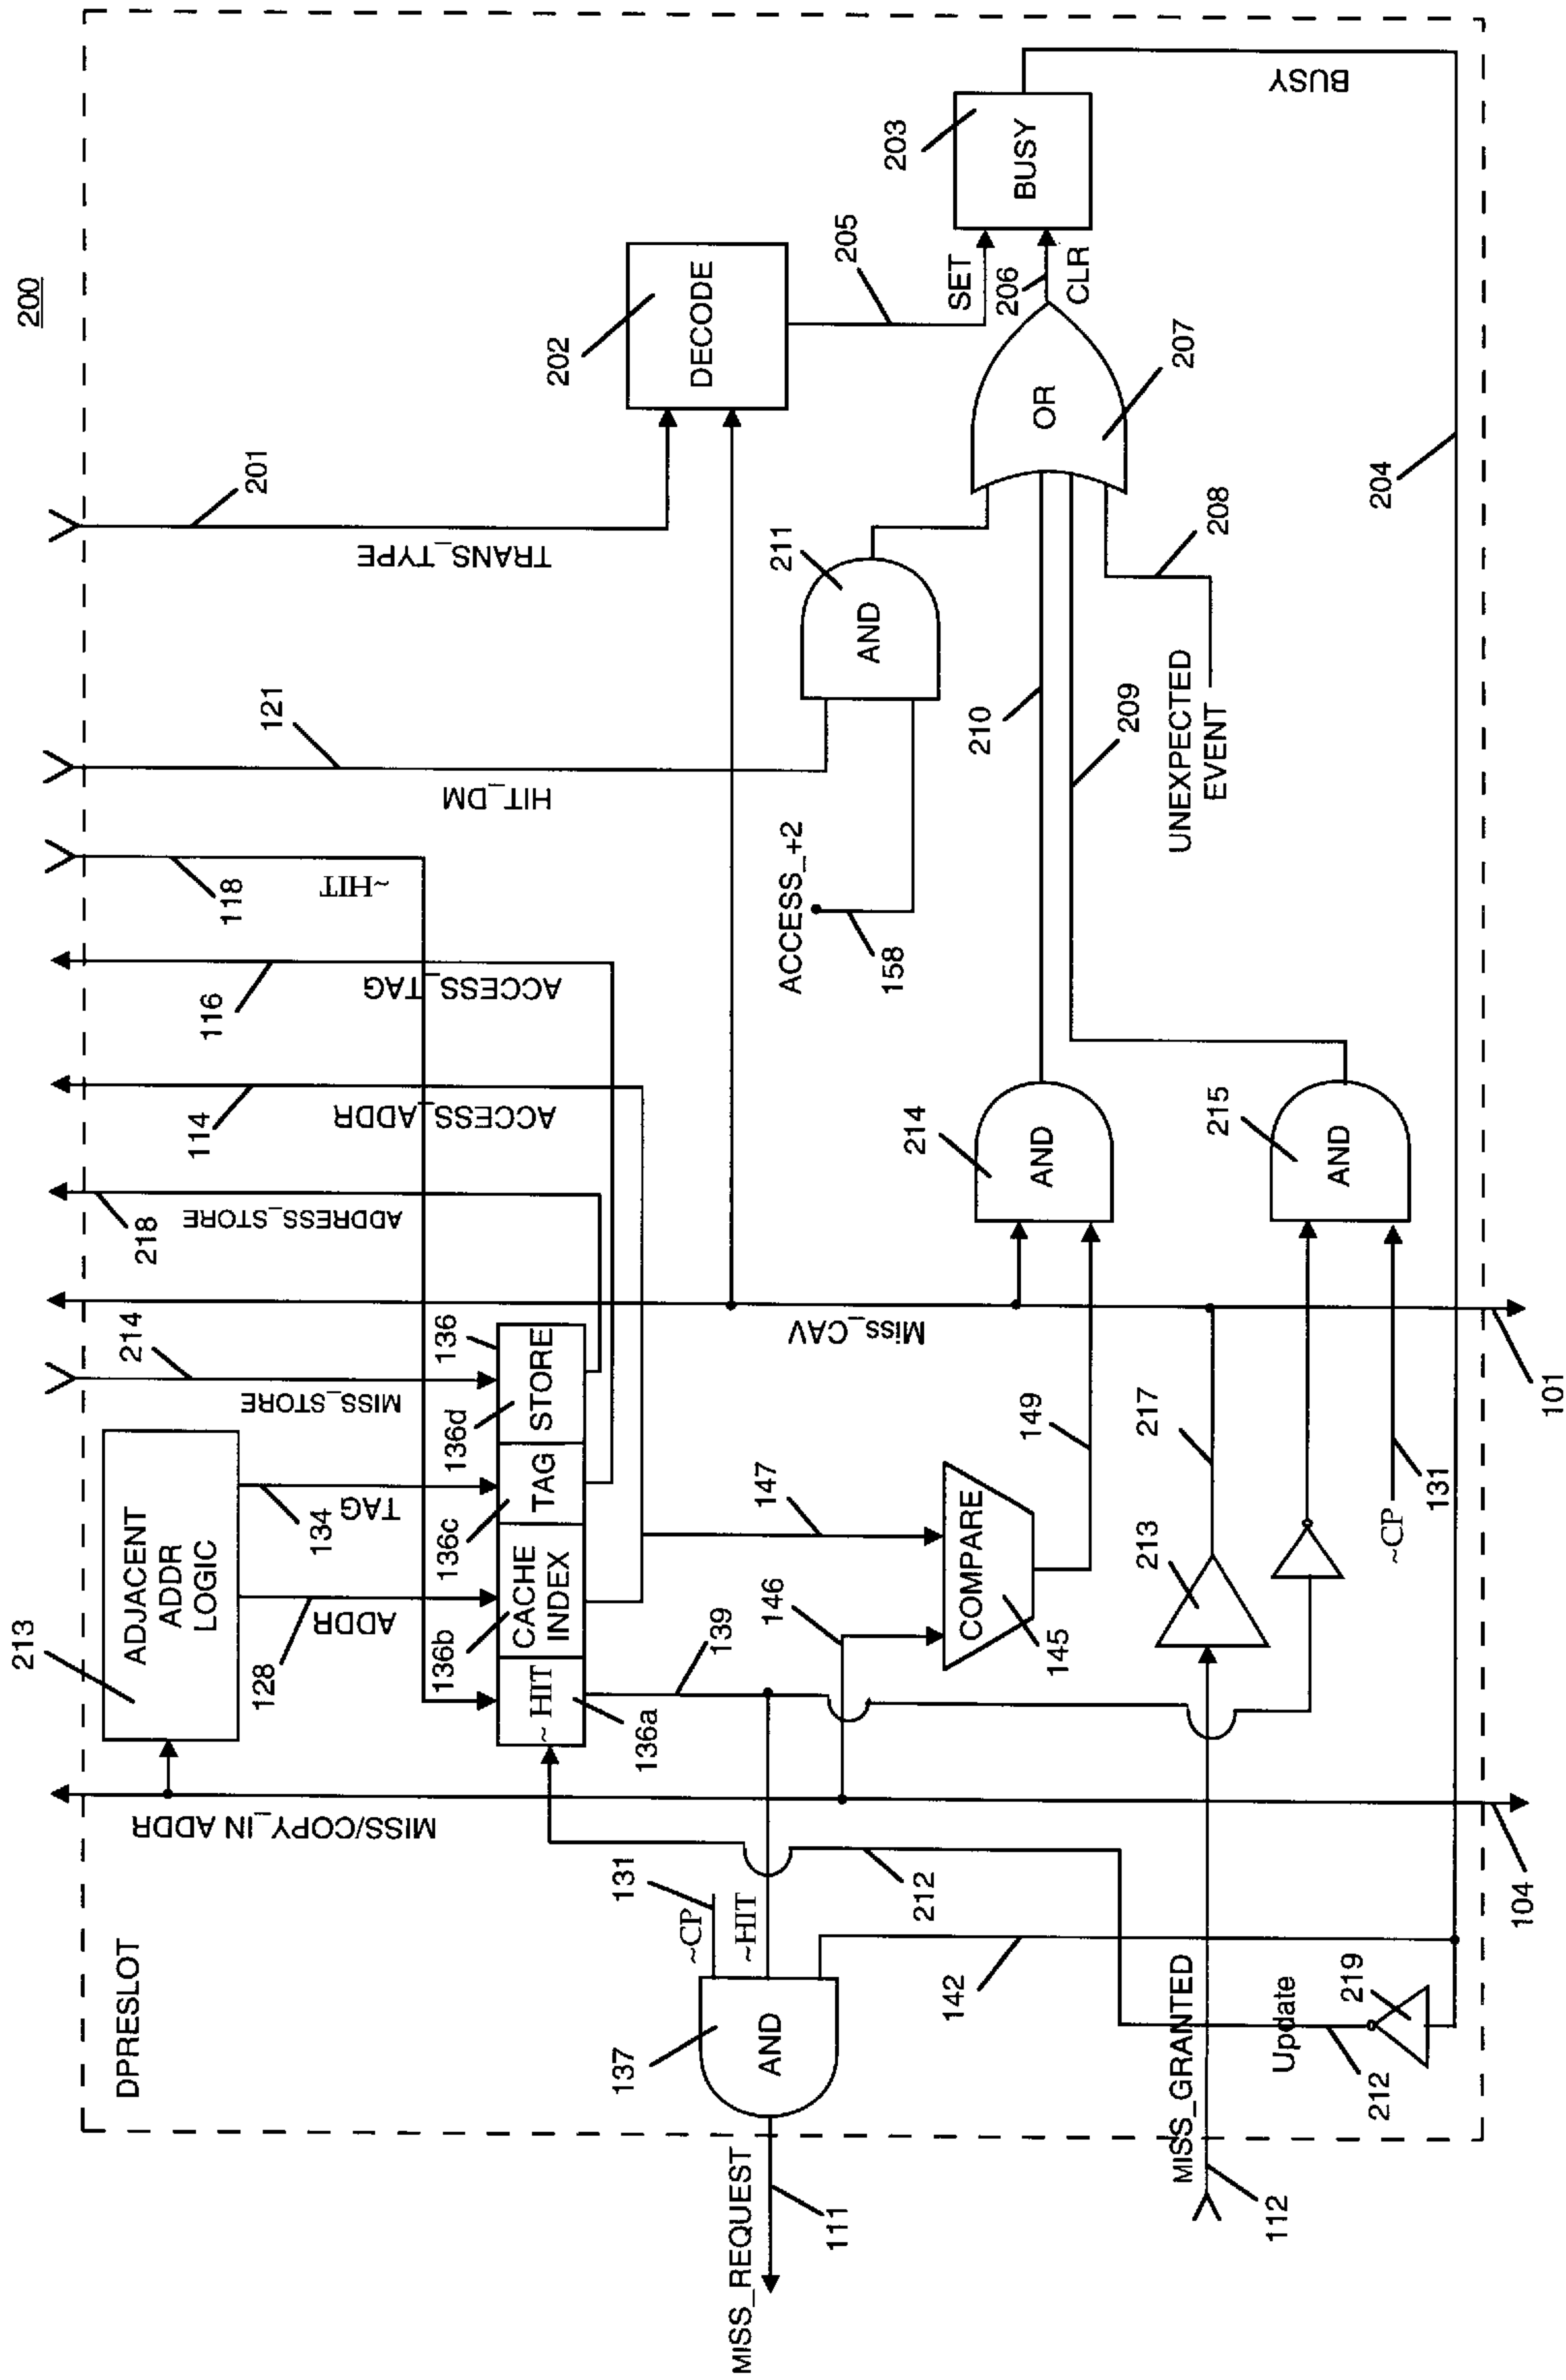 200
DPRESLOT
213
ADJACENT
ADDR
LOGIC
MISS/COPY_IN ADDR
128
ADDR
134
TAG
214
MISS_STORE
Miss_CAV
218
ADDRESS_STORE
114
ACCESS_ADDR
116
ACCESS_TAG
118
~HIT
121
HIT_DM
201
TRANS_TYPE
136
136a
136b
136c
136d
~ HIT
CACHE
INDEX
TAG
STORE
202
DECODE
205
203
BUSY
SET
206
CLR
BUSY
211
AND
ACCESS_+2
158
OR
207
208
UNEXPECTED
EVENT
210
209
204
214
AND
215
AND
139
146
147
COMPARE
145
149
213
217
~CP
131
101
104
137
AND
~CP
131
~HIT
142
212
MISS_REQUEST
111
MISS_GRANTED
112
Update
212
219